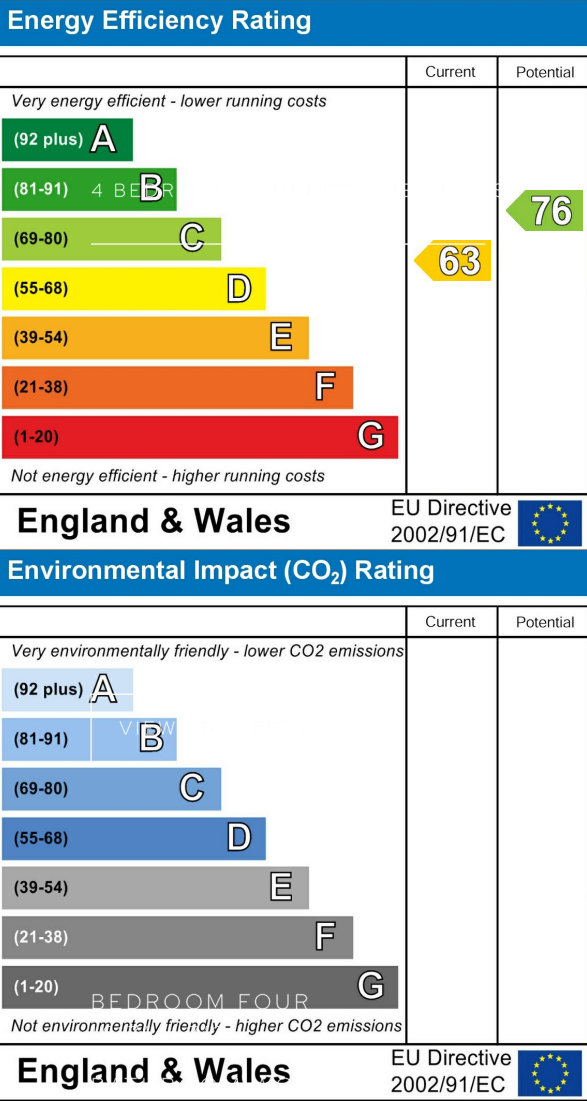 Energy Efficiency Rating
Current Potential
Very energy efficient - lower running costs
(92 plus) A
(81-91) B
4 BEDR
(69-80) C
(55-68) D
(39-54) E
(21-38) F
(1-20) G
76
63
Not energy efficient - higher running costs
England & Wales
EU Directive
2002/91/EC
Environmental Impact (CO₂) Rating
Current Potential
Very environmentally friendly - lower CO2 emissions
(92 plus) A
(81-91) B
VIEW
(69-80) C
(55-68) D
(39-54) E
(21-38) F
(1-20) G
BEDROOM FOUR
Not environmentally friendly - higher CO2 emissions
England & Wales
EU Directive
2002/91/EC